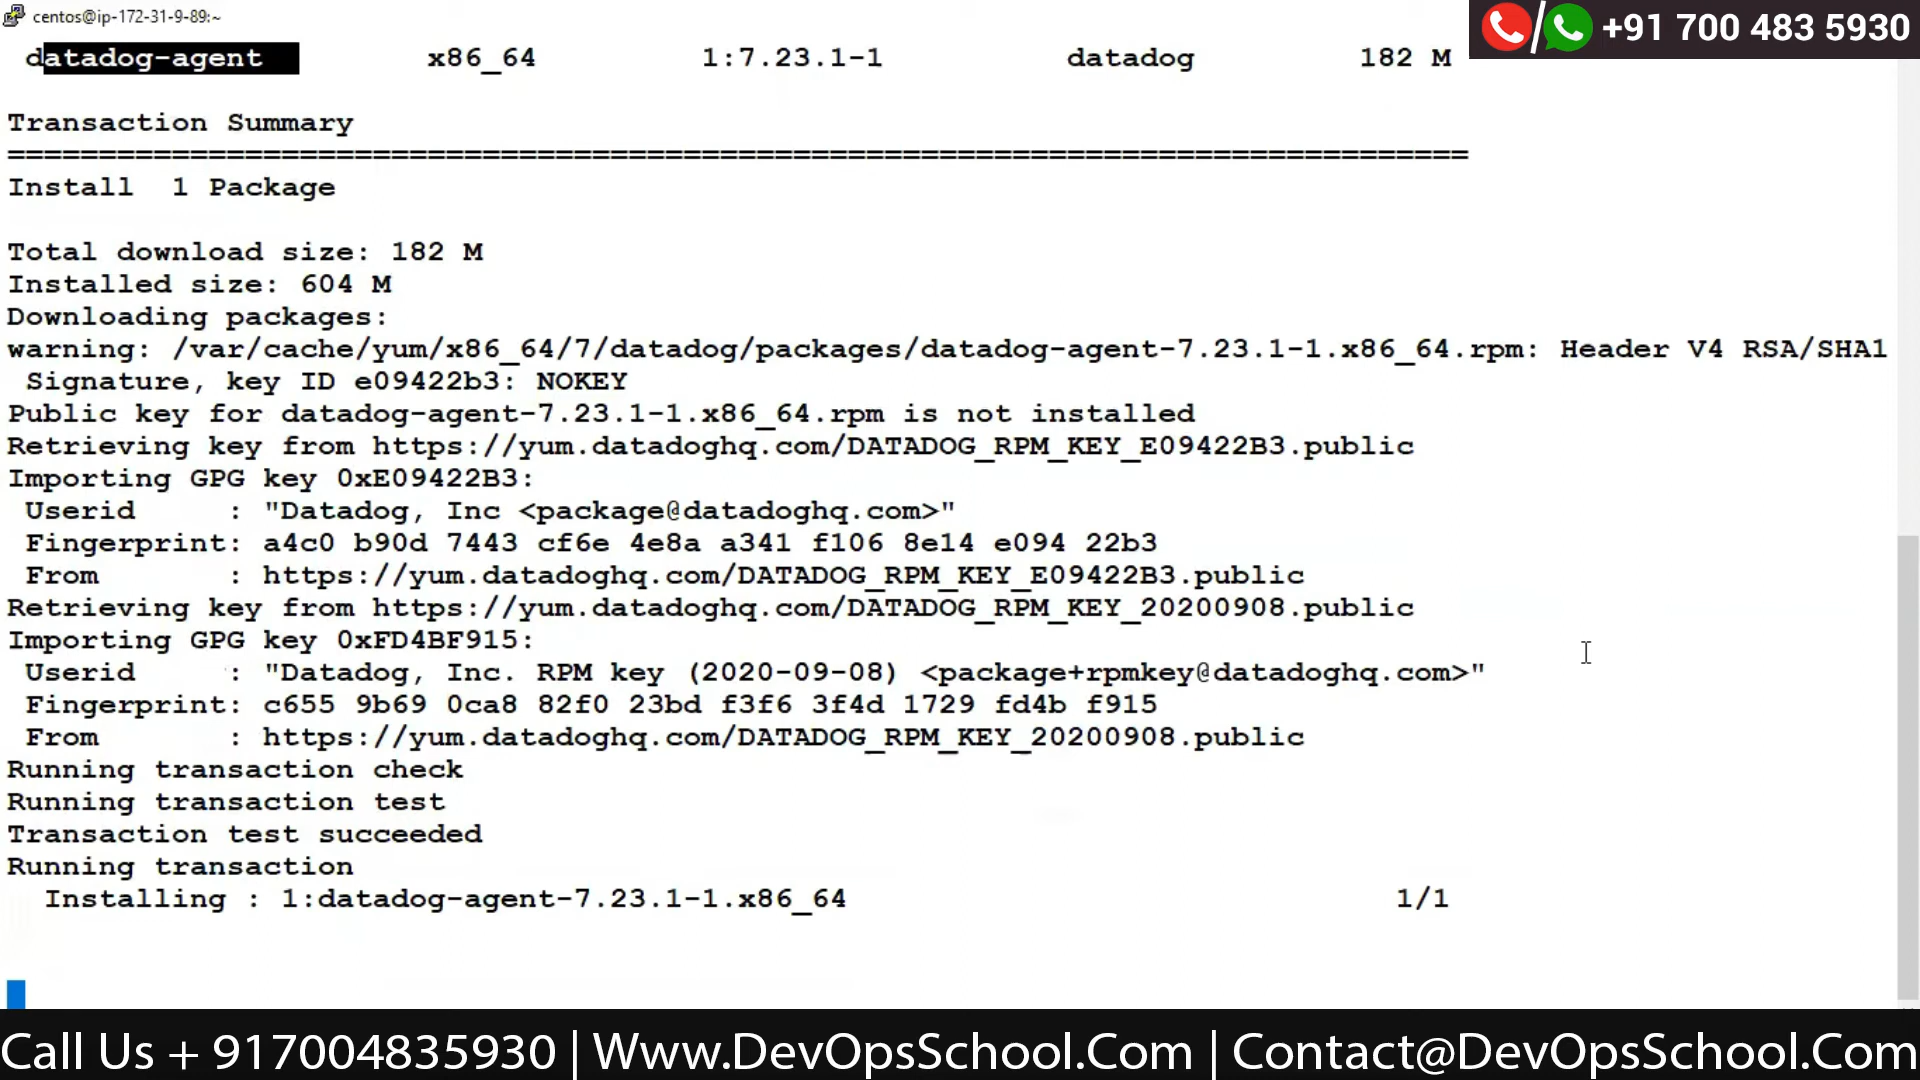 centos@ip-172-31-9-89:~
+91 700 483 5930
datadog-agent x86_64 1:7.23.1-1 datadog 182 M
Transaction Summary
================================================================================
Install  1 Package
Total download size: 182 M
Installed size: 604 M
Downloading packages:
warning: /var/cache/yum/x86_64/7/datadog/packages/datadog-agent-7.23.1-1.x86_64.rpm: Header V4 RSA/SHA1
Signature, key ID e09422b3: NOKEY
Public key for datadog-agent-7.23.1-1.x86_64.rpm is not installed
Retrieving key from https://yum.datadoghq.com/DATADOG_RPM_KEY_E09422B3.public
Importing GPG key 0xE09422B3:
Userid     : "Datadog, Inc <package@datadoghq.com>"
Fingerprint: a4c0 b90d 7443 cf6e 4e8a a341 f106 8e14 e094 22b3
From       : https://yum.datadoghq.com/DATADOG_RPM_KEY_E09422B3.public
Retrieving key from https://yum.datadoghq.com/DATADOG_RPM_KEY_20200908.public
Importing GPG key 0xFD4BF915:
Userid     : "Datadog, Inc. RPM key (2020-09-08) <package+rpmkey@datadoghq.com>"
Fingerprint: c655 9b69 0ca8 82f0 23bd f3f6 3f4d 1729 fd4b f915
From       : https://yum.datadoghq.com/DATADOG_RPM_KEY_20200908.public
Running transaction check
Running transaction test
Transaction test succeeded
Running transaction
Installing : 1:datadog-agent-7.23.1-1.x86_64 1/1
Call Us + 917004835930 | Www.DevOpsSchool.Com | Contact@DevOpsSchool.Com